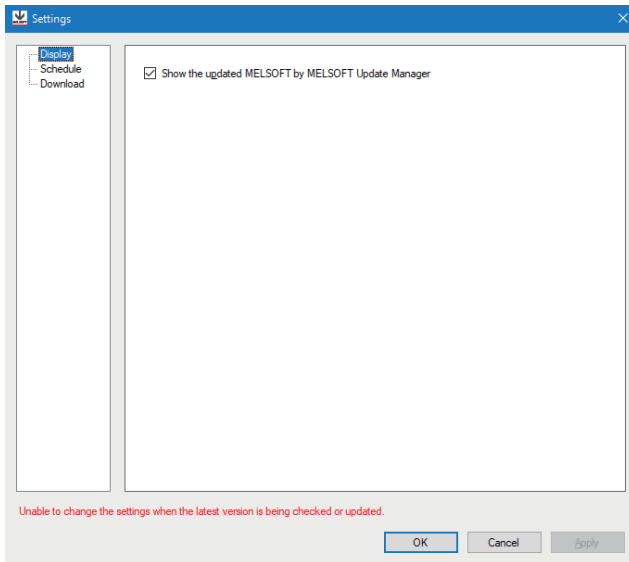 Settings
Display
Schedule
Download
Show the updated MELSOFT by MELSOFT Update Manager
Unable to change the settings when the latest version is being checked or updated.
OK
Cancel
Apply